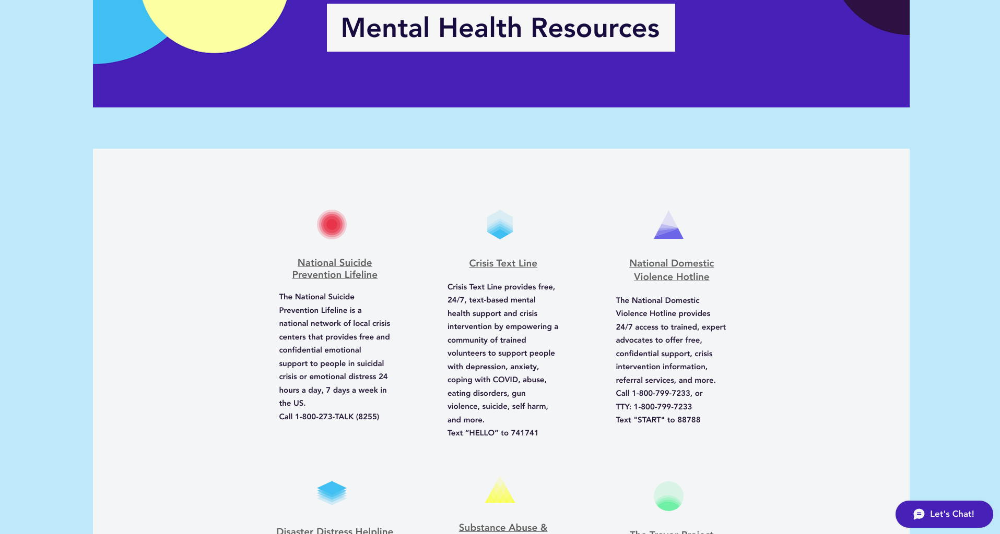 Mental Health Resources
National Suicide
Prevention Lifeline
The National Suicide
Prevention Lifeline is a
national network of local crisis
centers that provides free and
confidential emotional
support to people in suicidal
crisis or emotional distress 24
hours a day, 7 days a week in
the US.
Call 1-800-273-TALK (8255)
Crisis Text Line
Crisis Text Line provides free,
24/7, text-based mental
health support and crisis
intervention by empowering a
community of trained
volunteers to support people
with depression, anxiety,
coping with COVID, abuse,
eating disorders, gun
violence, suicide, self harm,
and more.
Text “HELLO” to 741741
National Domestic
Violence Hotline
The National Domestic
Violence Hotline provides
24/7 access to trained, expert
advocates to offer free,
confidential support, crisis
intervention information,
referral services, and more.
Call 1-800-799-7233, or
TTY: 1-800-799-7233
Text "START" to 88788
Disaster Distress Helpline
Substance Abuse &
The Trevor Project
Let's Chat!